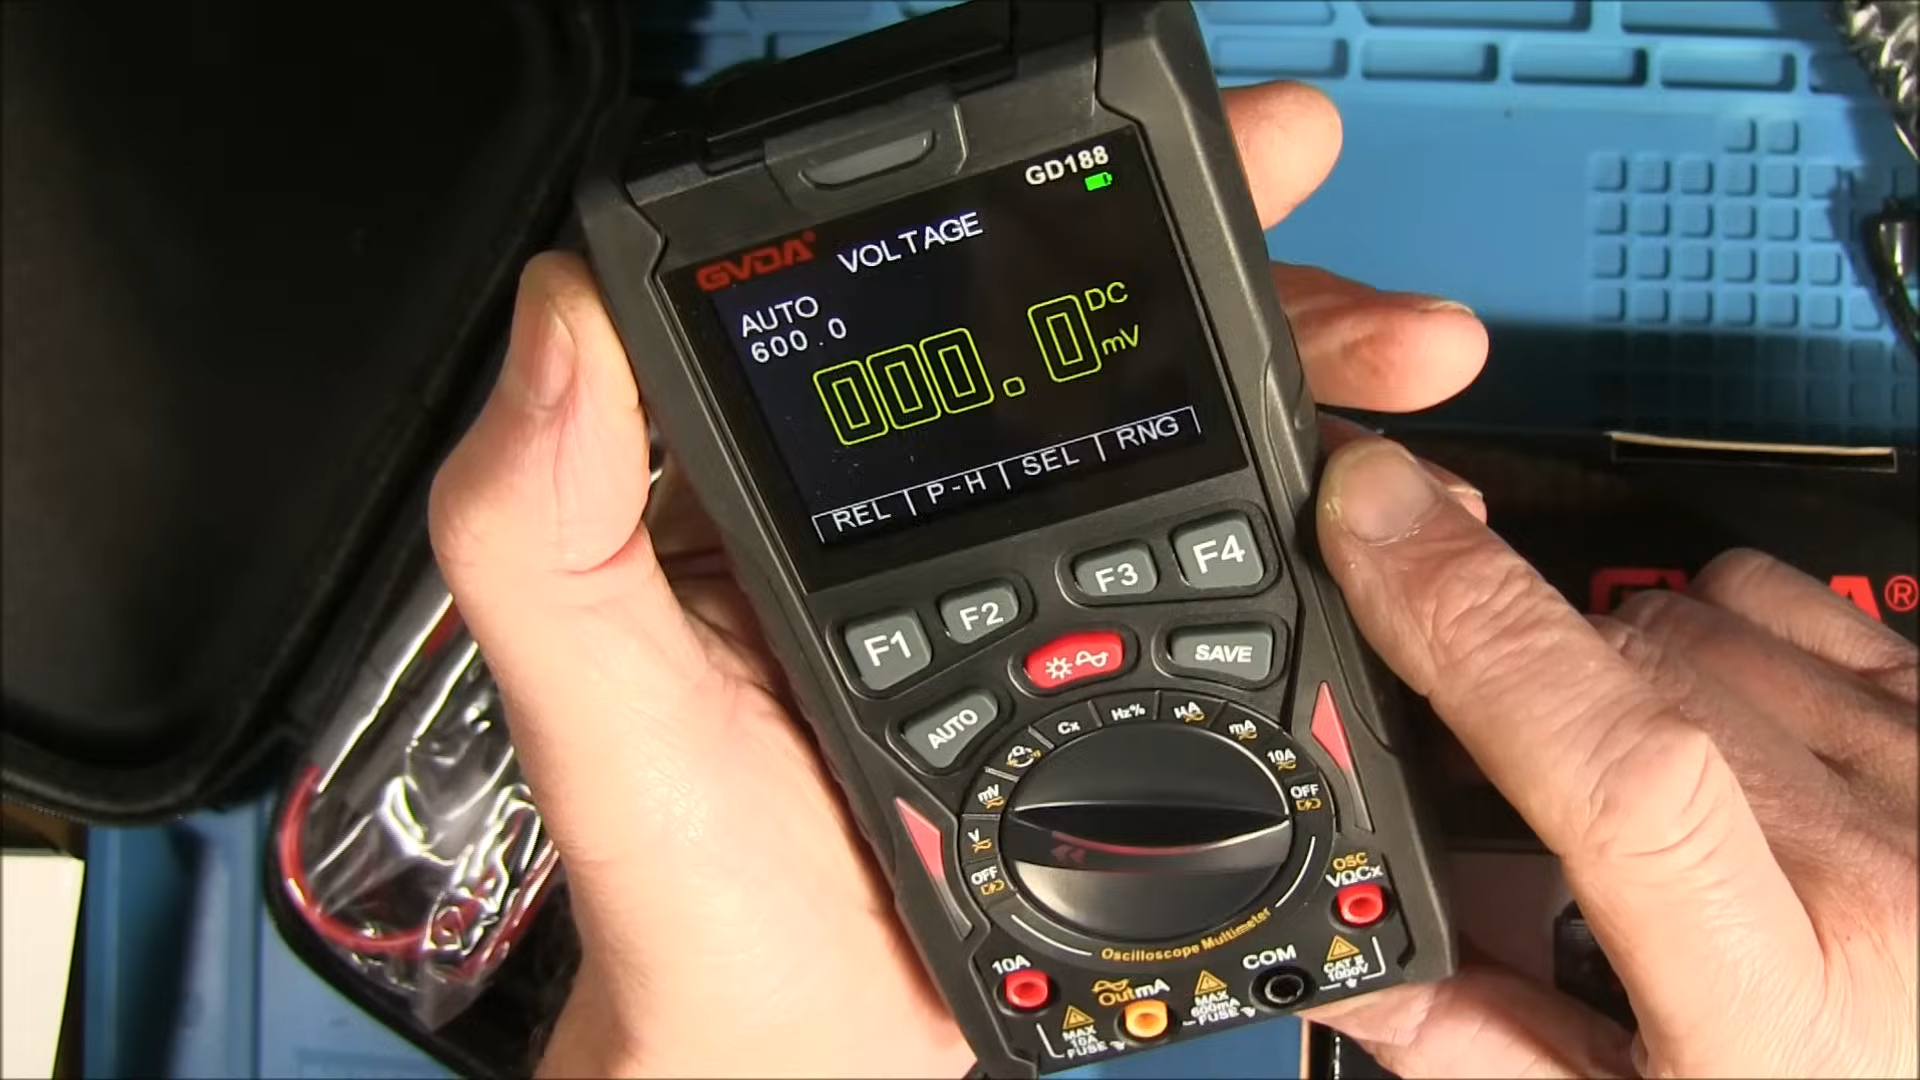 GD188
GVDA®
VOLTAGE
AUTO
600.0
000.0
DC
mV
REL
P-H
SEL
RNG
F1
F2
F3
F4
SAVE
AUTO
OFF
V
mV
Ω
Cx
Hz%
µA
mA
10A
OFF
Oscilloscope Multimeter
OSC
VΩCx
10A
OutmA
COM
MAX
10A
FUSE
MAX
600mA
FUSE
CAT II
1000V
®